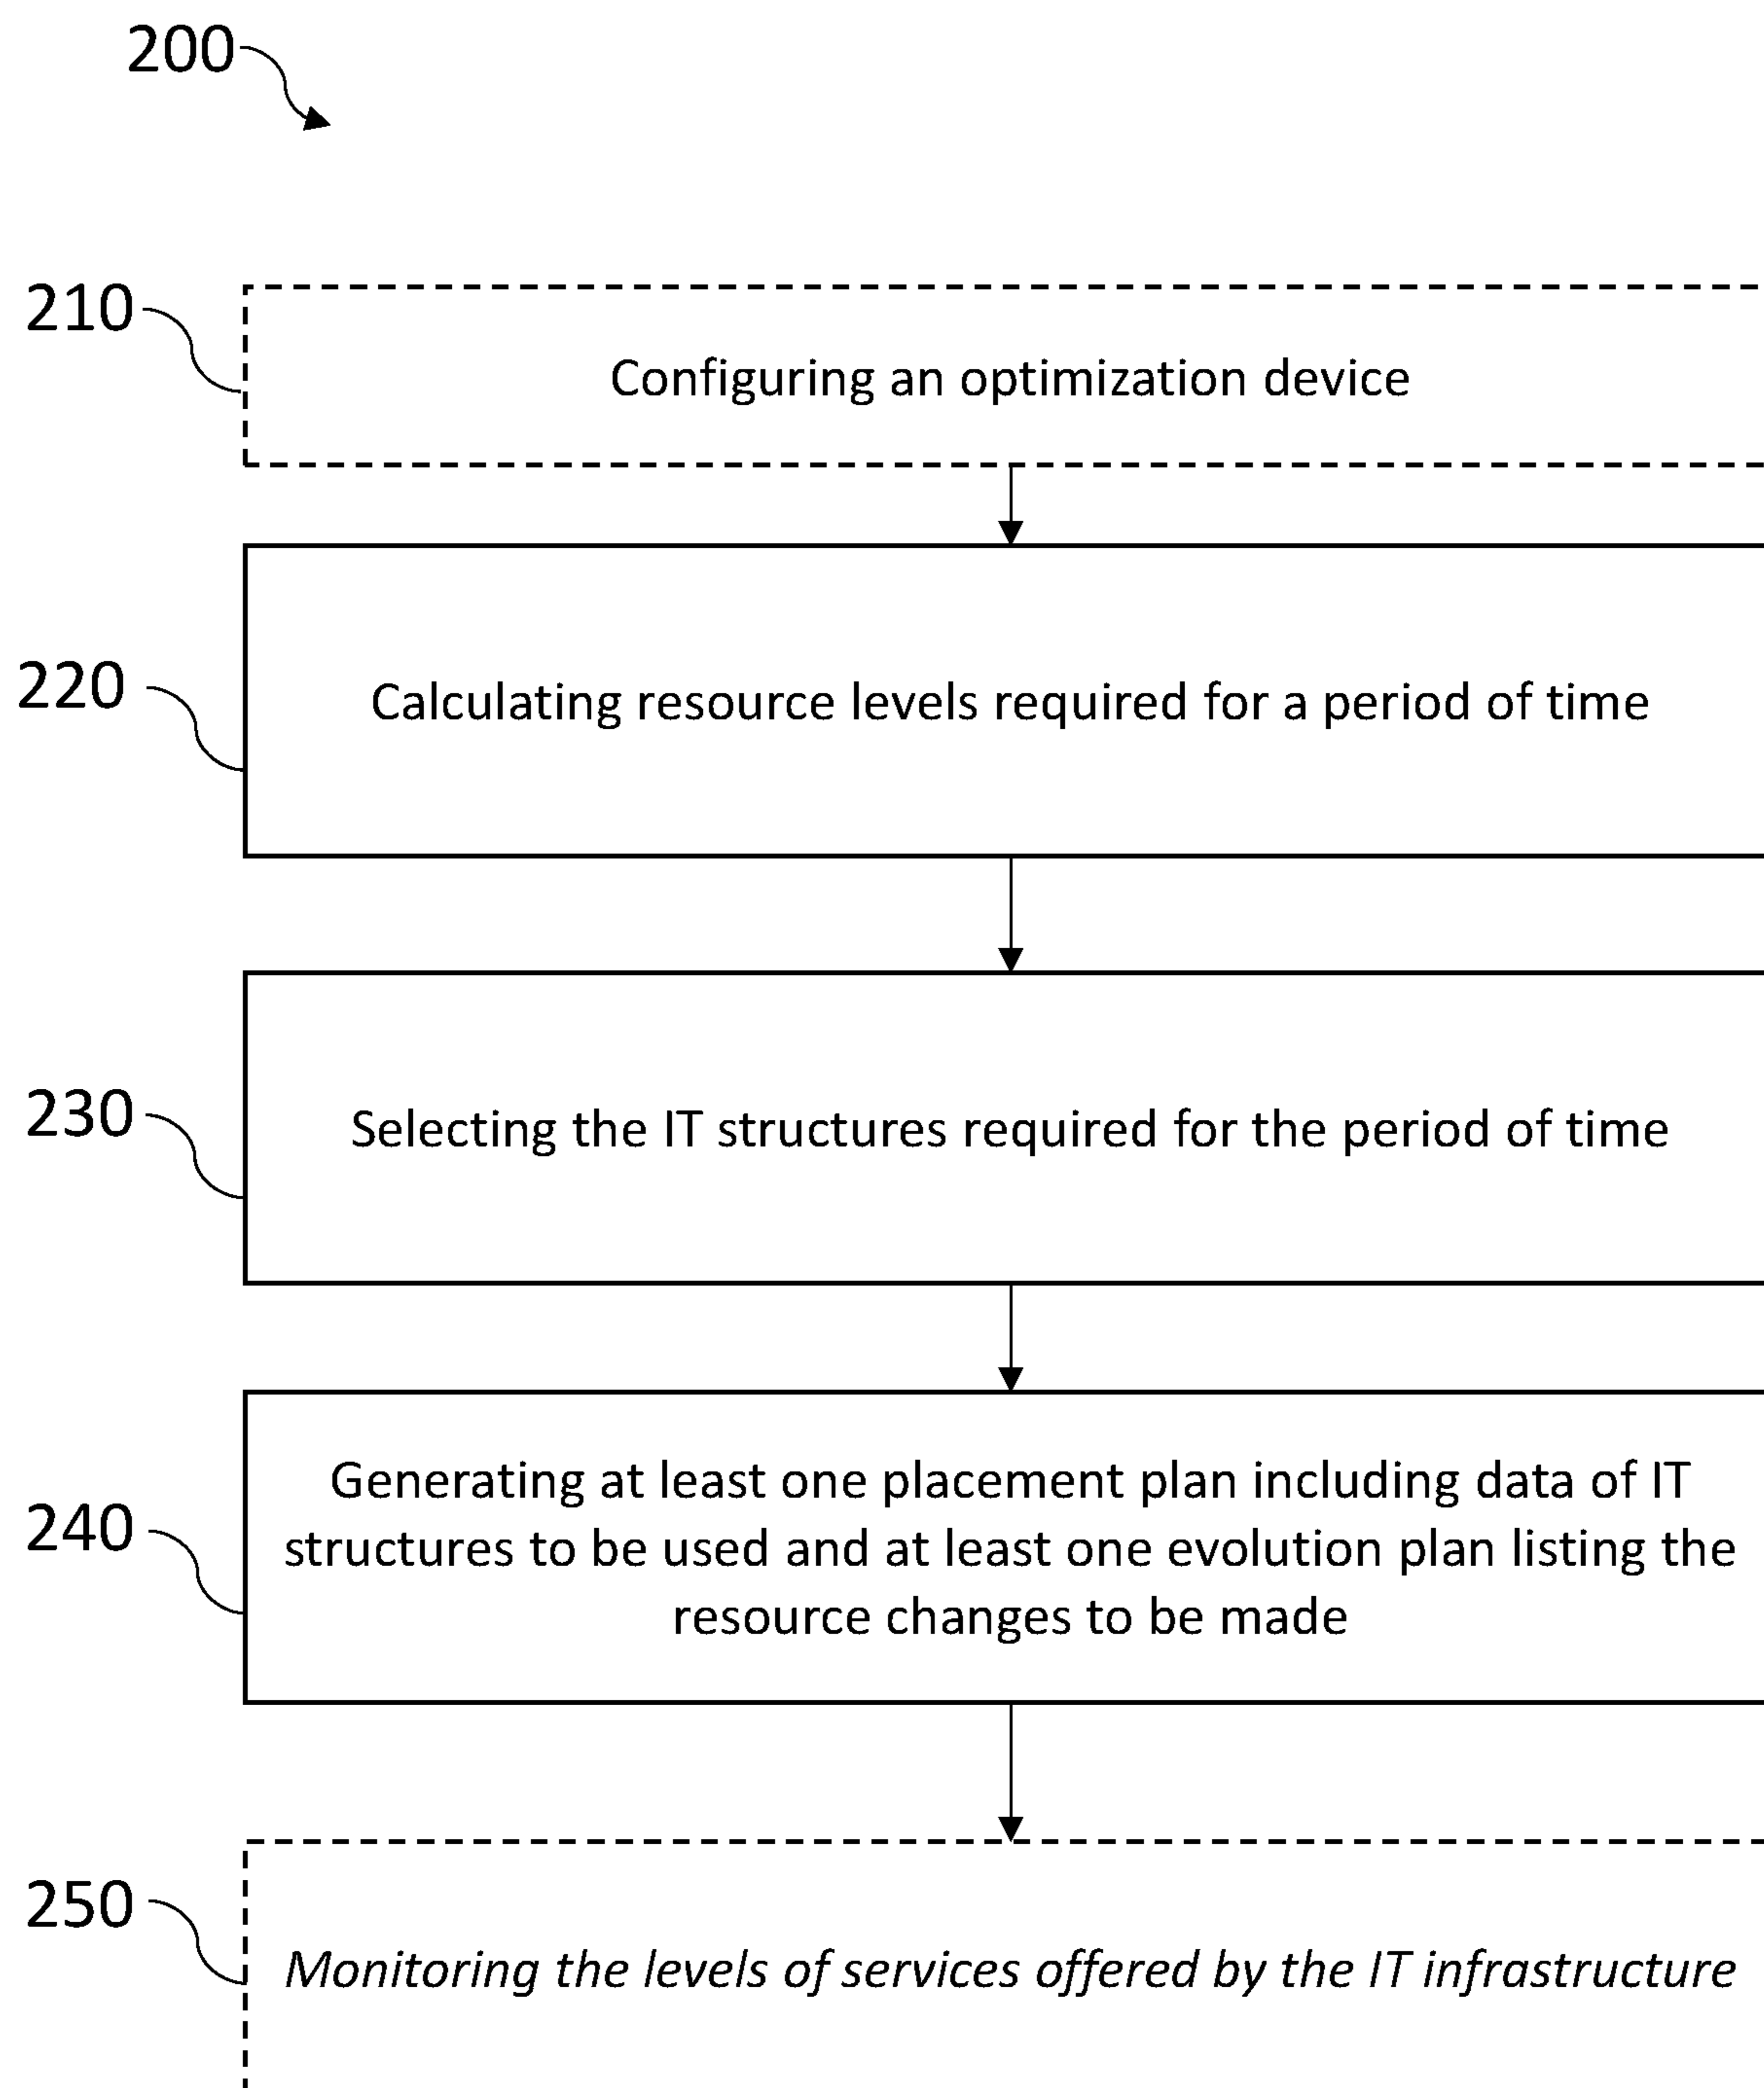 200
210
Configuring an optimization device
220
Calculating resource levels required for a period of time
230
Selecting the IT structures required for the period of time
240
Generating at least one placement plan including data of IT
structures to be used and at least one evolution plan listing the
resource changes to be made
250
Monitoring the levels of services offered by the IT infrastructure